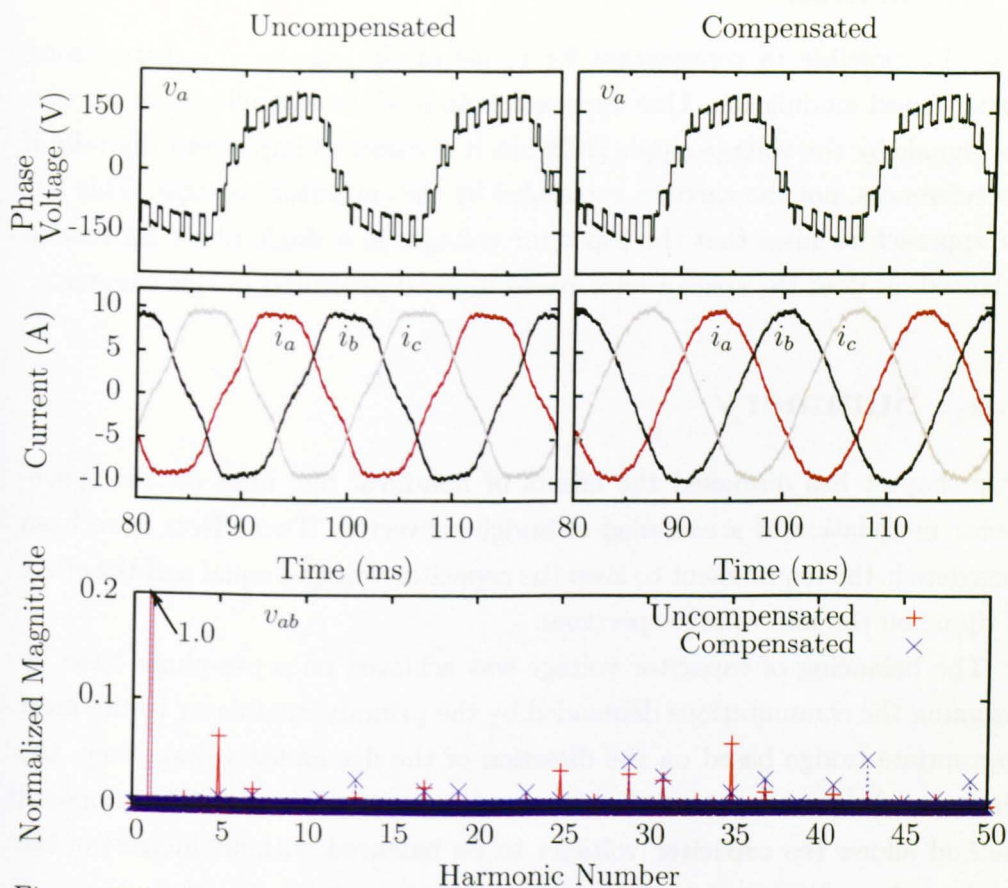 Uncompensated
Compensated
Phase
Voltage (V)
150
0
-150
v_a
v_a
Current (A)
10
5
0
-5
-10
i_a i_b i_c
i_a i_b i_c
80 90 100 110
80 90 100 110
Time (ms)
Time (ms)
Normalized Magnitude
0.2
0.1
0
v_ab
1.0
Uncompensated
Compensated
0 5 10 15 20 25 30 35 40 45 50
Harmonic Number